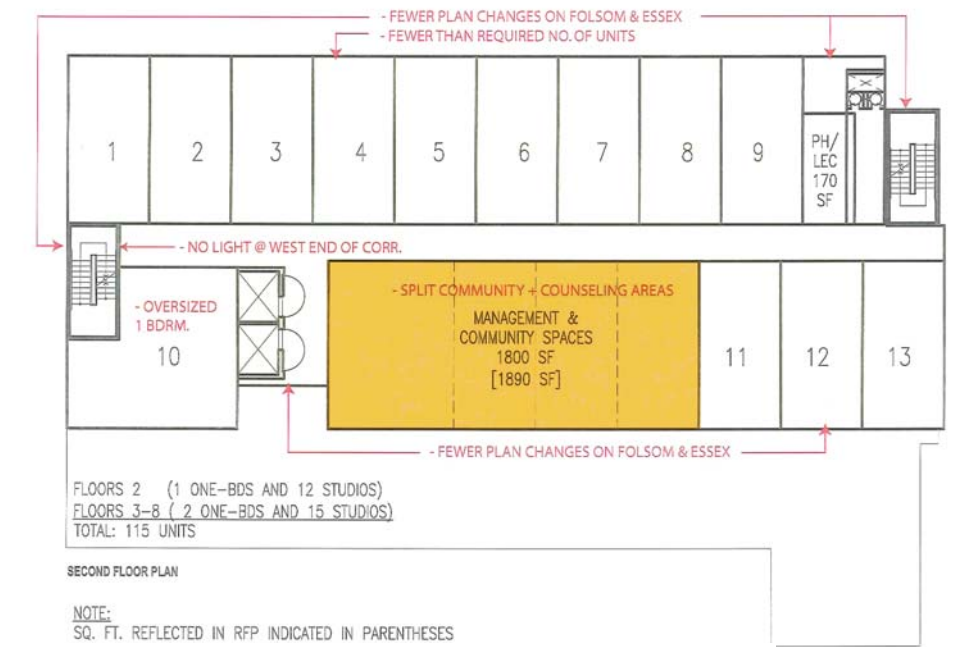 - FEWER PLAN CHANGES ON FOLSOM & ESSEX
- FEWER THAN REQUIRED NO. OF UNITS
1
2
3
4
5
6
7
8
9
PH/
LEC
170
SF
- NO LIGHT @ WEST END OF CORR.
- OVERSIZED
1 BDRM.
10
- SPLIT COMMUNITY + COUNSELING AREAS
MANAGEMENT &
COMMUNITY SPACES
1800 SF
[1890 SF]
11
12
13
- FEWER PLAN CHANGES ON FOLSOM & ESSEX
FLOORS 2 (1 ONE-BDS AND 12 STUDIOS)
FLOORS 3-8 ( 2 ONE-BDS AND 15 STUDIOS)
TOTAL: 115 UNITS
SECOND FLOOR PLAN
NOTE:
SQ. FT. REFLECTED IN RFP INDICATED IN PARENTHESES